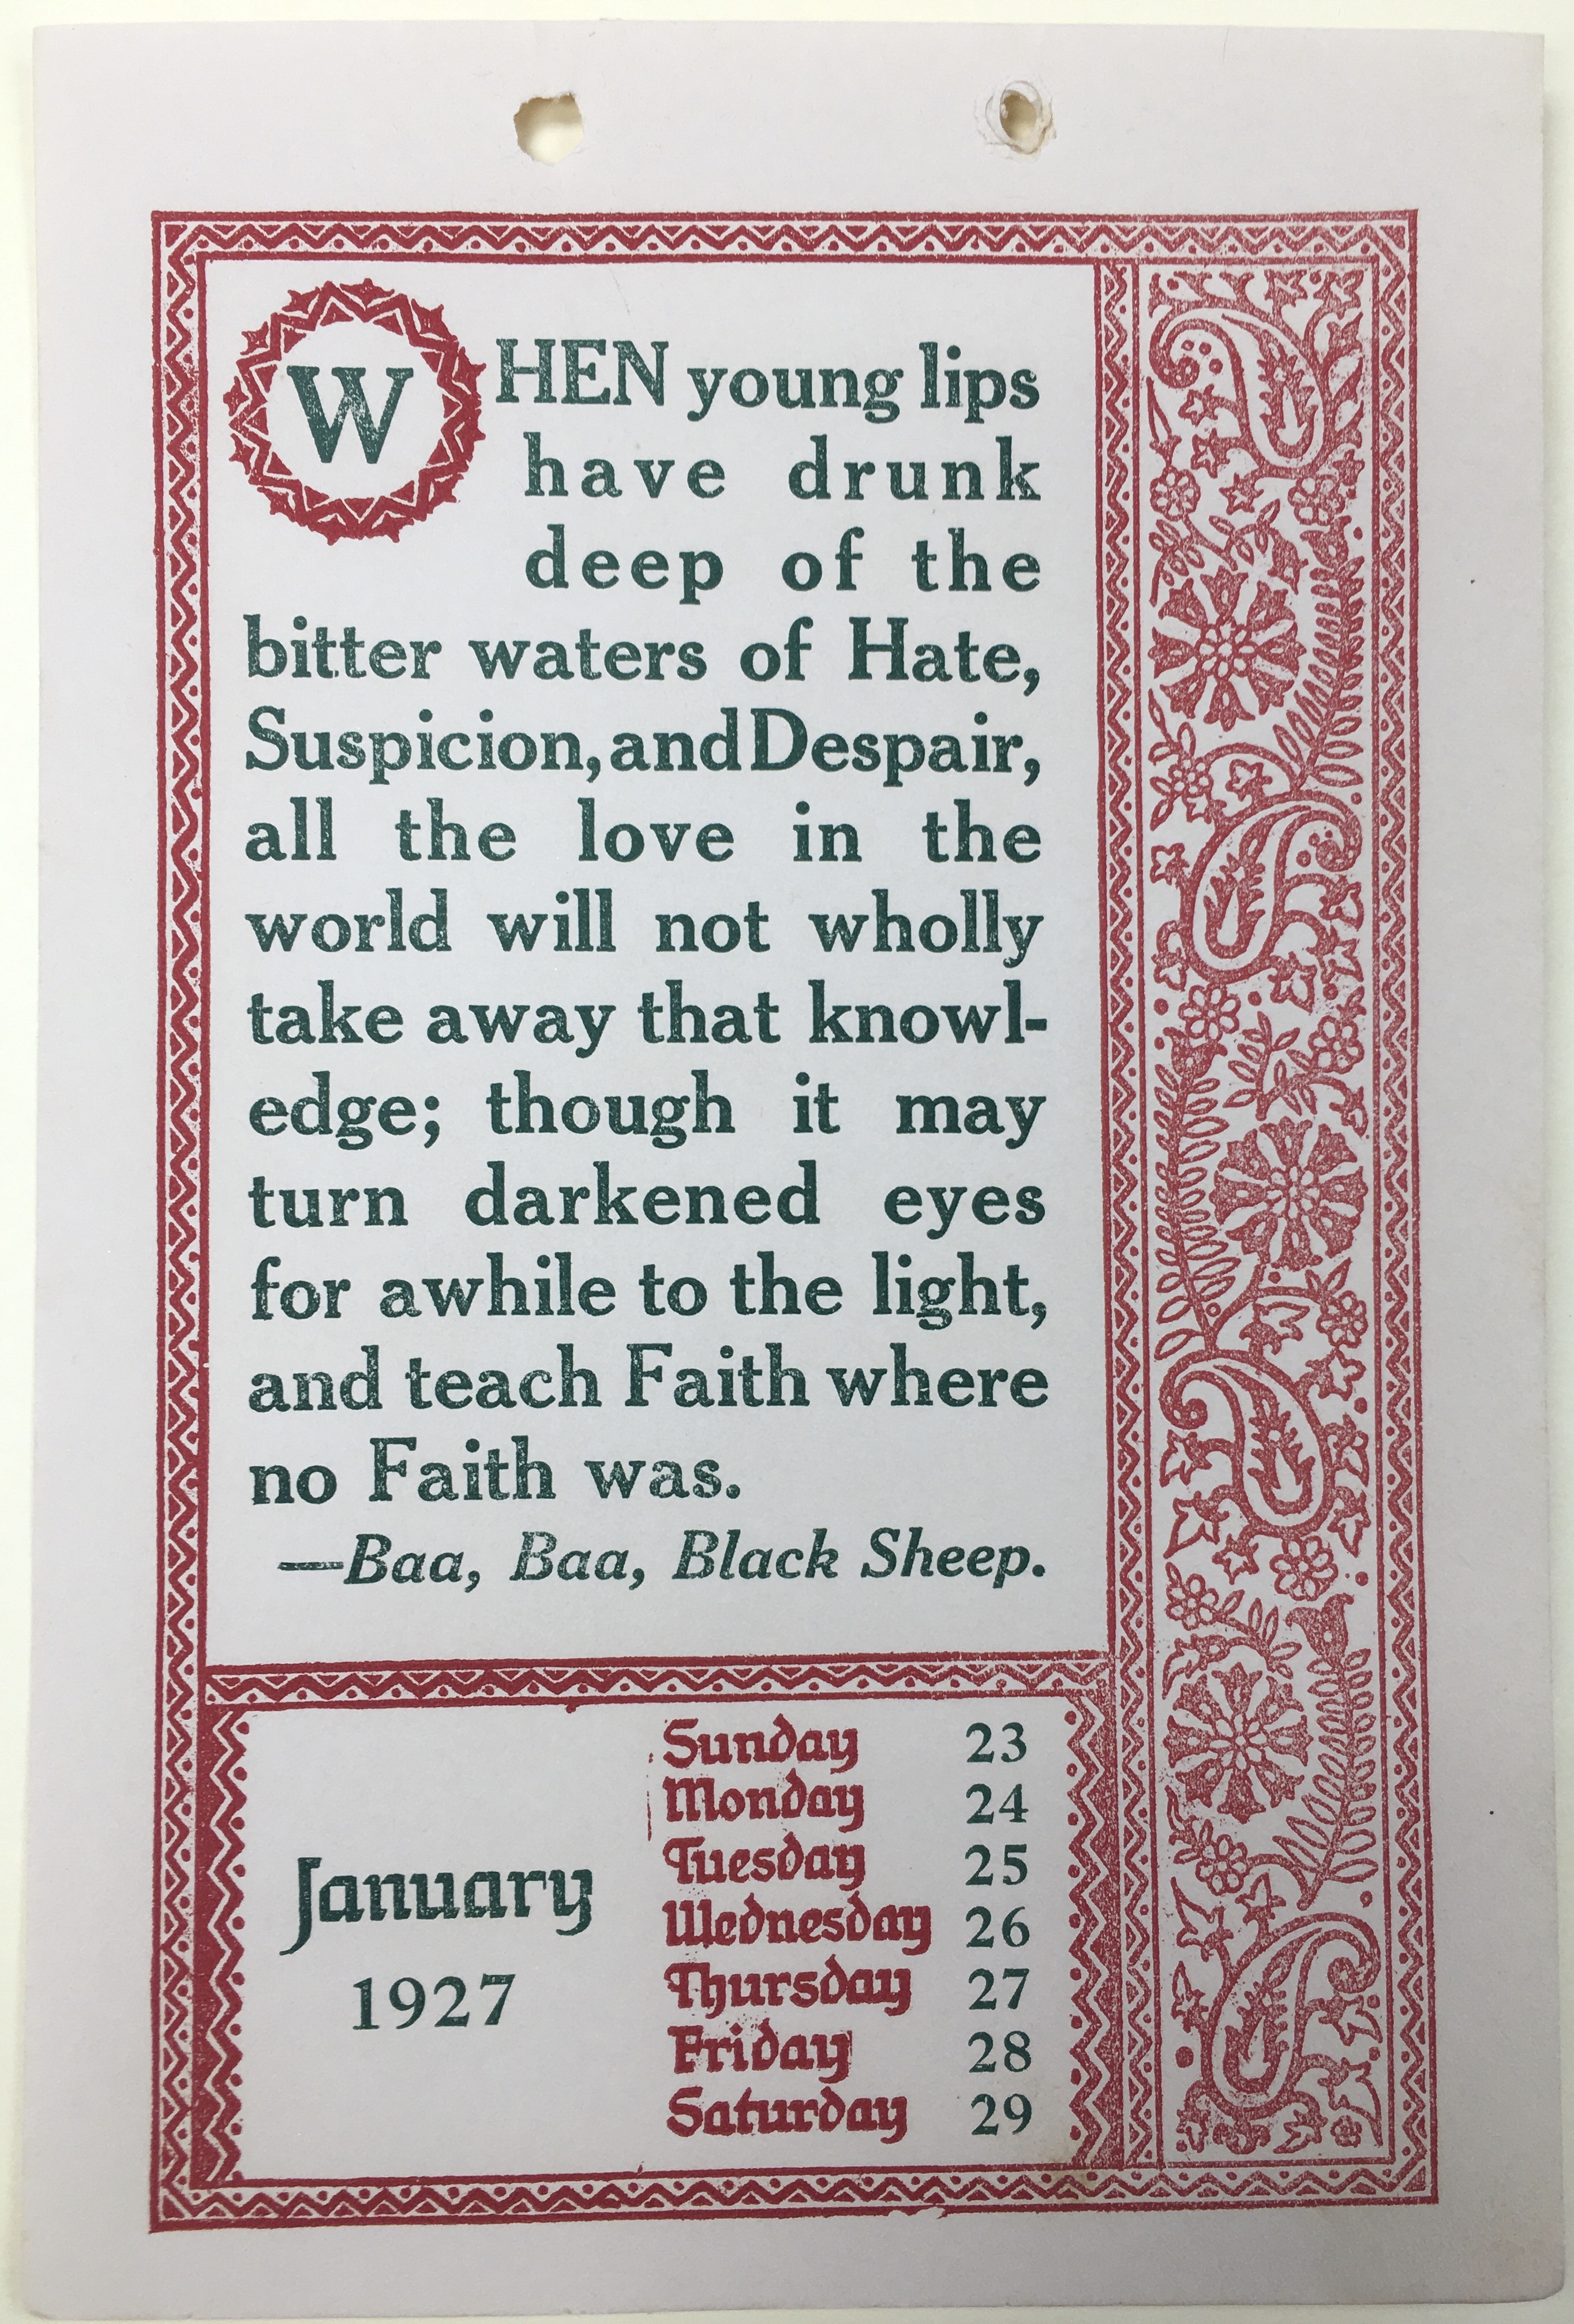 WHEN young lips
have drunk
deep of the
bitter waters of Hate,
Suspicion, and Despair,
all the love in the
world will not wholly
take away that knowl-
edge; though it may
turn darkened eyes
for awhile to the light,
and teach Faith where
no Faith was.
—Baa, Baa, Black Sheep.
January
1927
Sunday 23
Monday 24
Tuesday 25
Wednesday 26
Thursday 27
Friday 28
Saturday 29